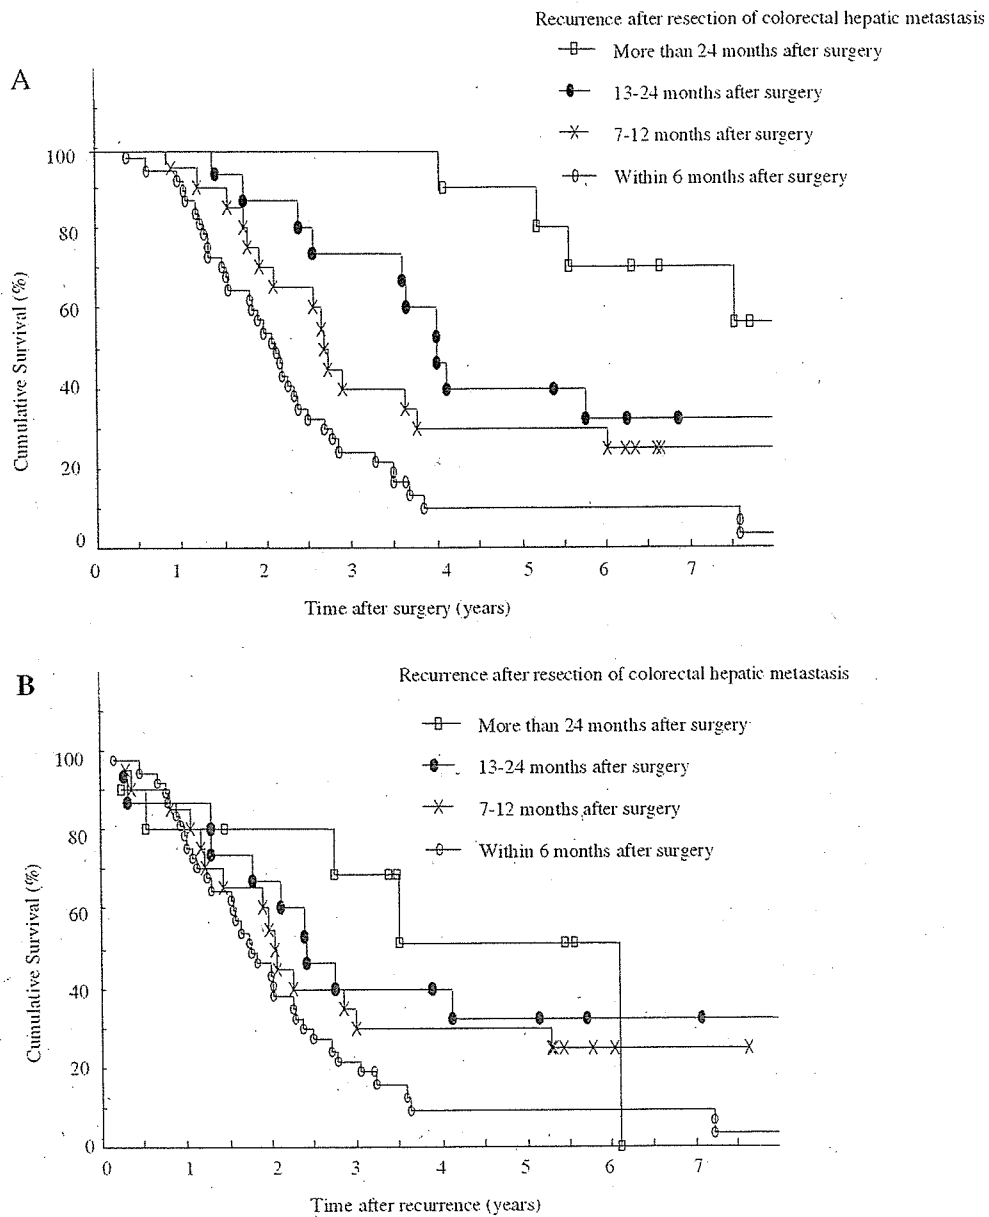 Recurrence after resection of colorectal hepatic metastasis
More than 24 months after surgery
13-24 months after surgery
7-12 months after surgery
Within 6 months after surgery
A
100
80
60
40
20
0
Cumulative Survival (%)
0 1 2 3 4 5 6 7
Time after surgery (years)
B
Recurrence after resection of colorectal hepatic metastasis
More than 24 months after surgery
13-24 months after surgery
7-12 months after surgery
Within 6 months after surgery
100
80
60
40
20
0
Cumulative Survival (%)
0 1 2 3 4 5 6 7
Time after recurrence (years)